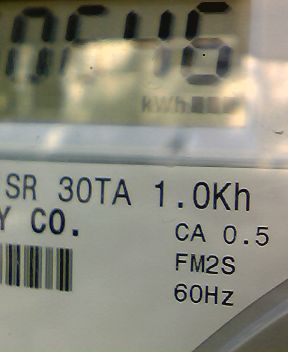 kWh
SR 30TA 1.0Kh
Y CO.
CA 0.5
FM2S
60Hz